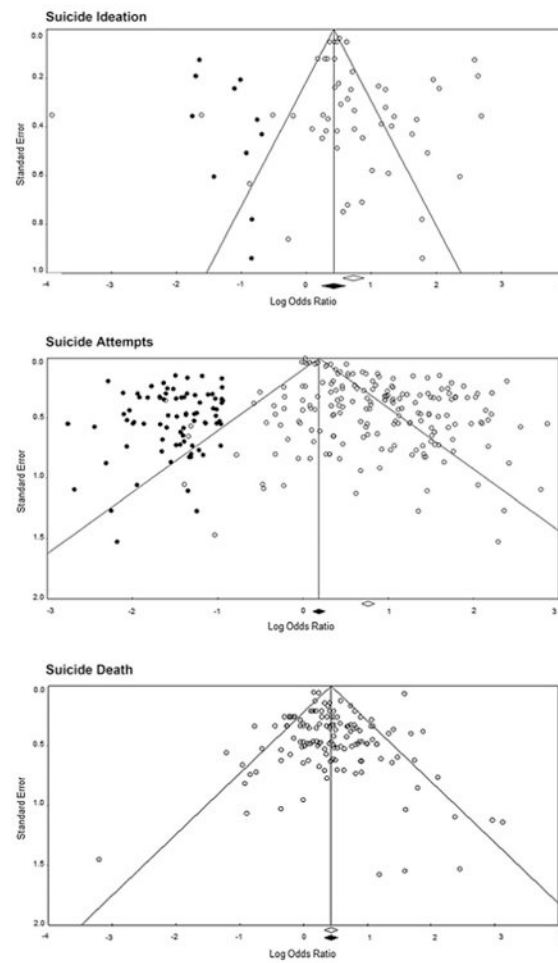 Suicide Ideation
0.0
0.2
0.4
0.6
0.8
1.0
Standard Error
-4 -3 -2 -1 0 1 2 3
Log Odds Ratio
Suicide Attempts
0.0
0.5
1.0
1.5
2.0
Standard Error
-3 -2 -1 0 1 2 3
Log Odds Ratio
Suicide Death
0.0
0.5
1.0
1.5
2.0
Standard Error
-4 -3 -2 -1 0 1 2 3
Log Odds Ratio